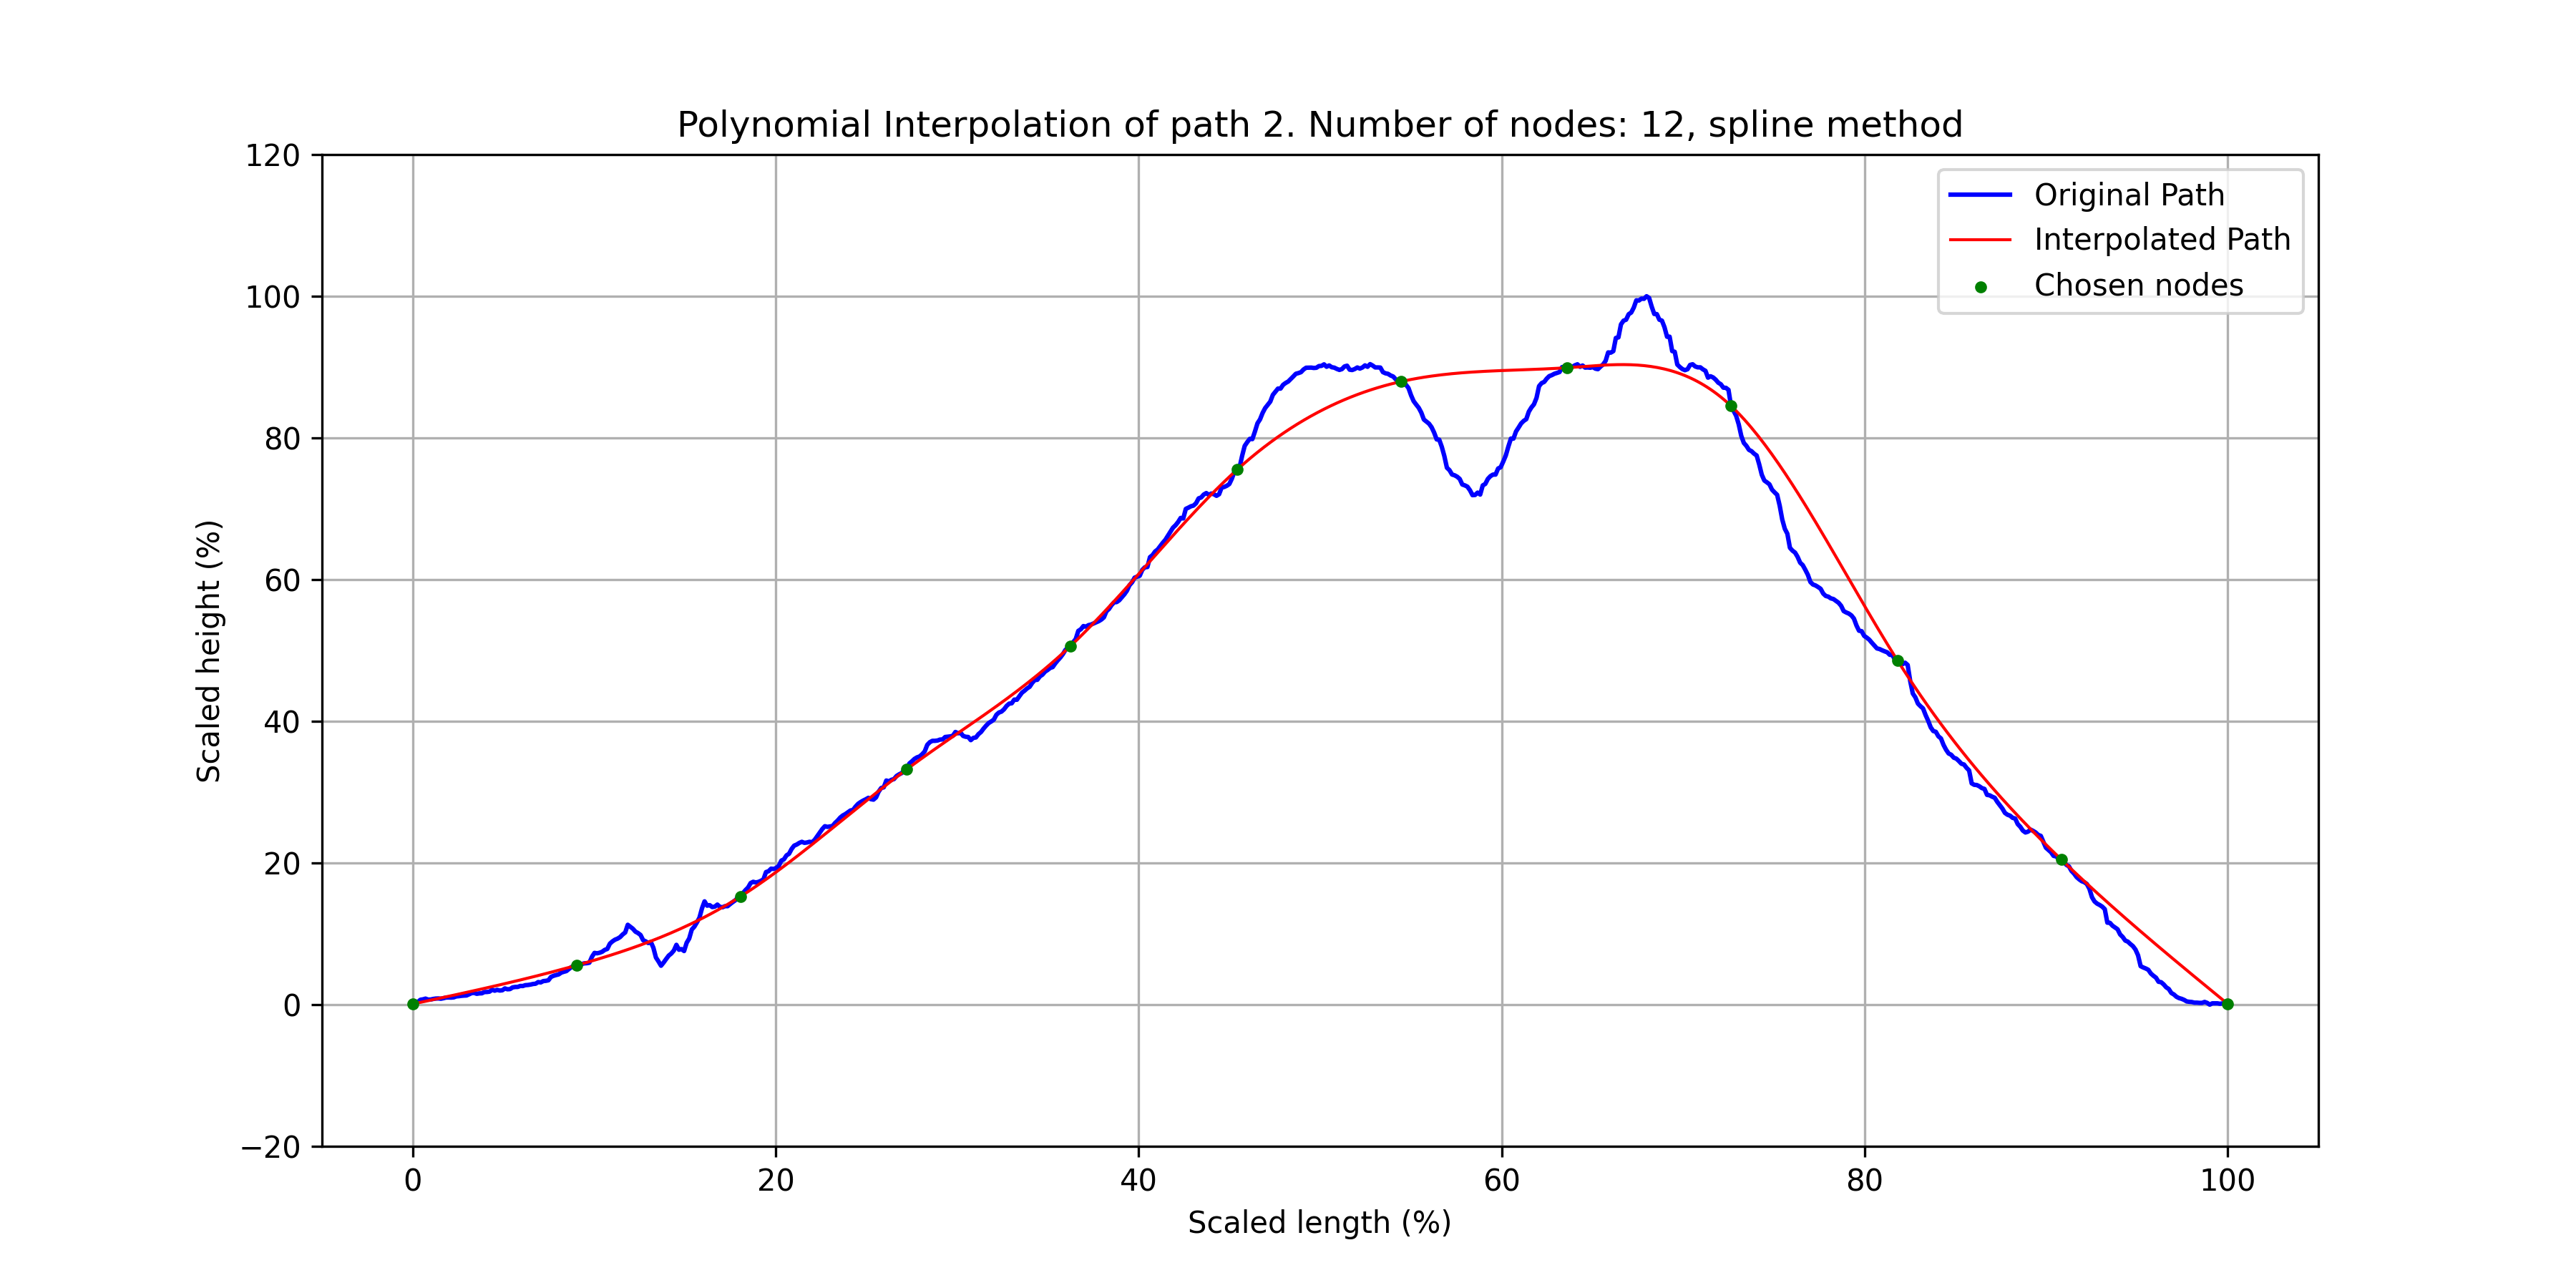 Polynomial Interpolation of path 2. Number of nodes: 12, spline method
120
100
80
60
40
20
0
−20
Scaled height (%)
Original Path
Interpolated Path
Chosen nodes
0 20 40 60 80 100
Scaled length (%)